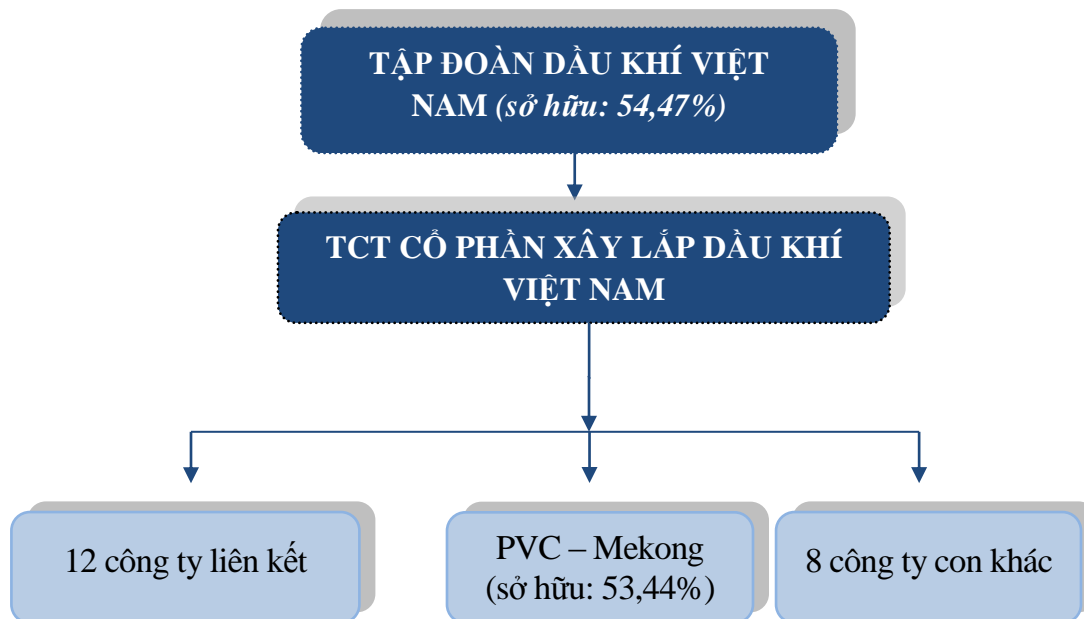 TẬP ĐOÀN DẦU KHÍ VIỆT
NAM (sở hữu: 54,47%)
TCT CỔ PHẦN XÂY LẮP DẦU KHÍ
VIỆT NAM
12 công ty liên kết
PVC – Mekong
(sở hữu: 53,44%)
8 công ty con khác